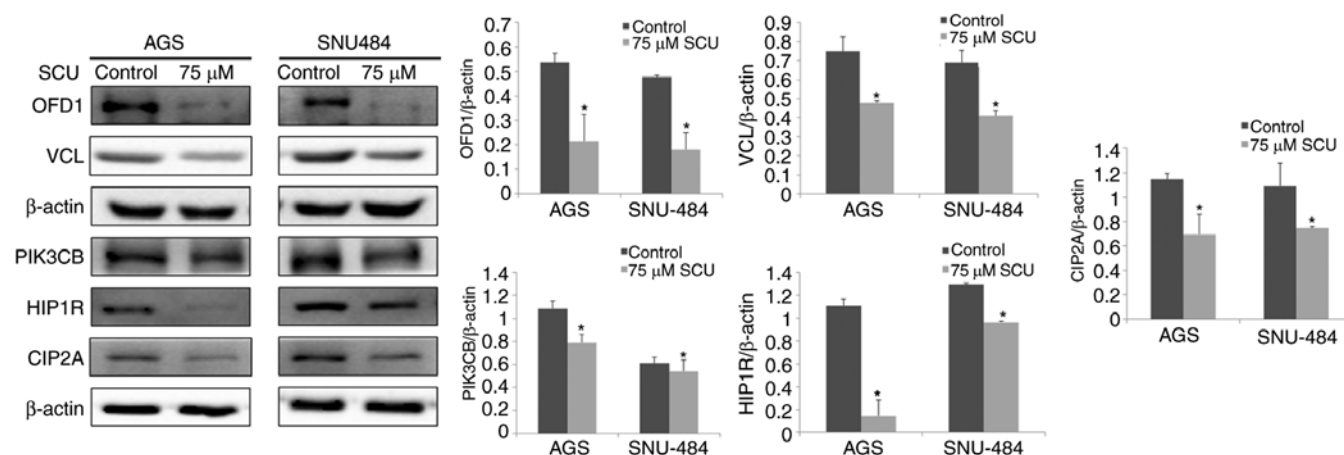 AGS SNU484
SCU Control 75 μM Control 75 μM
OFD1
VCL
β-actin
PIK3CB
HIP1R
CIP2A
β-actin
OFD1/β-actin
0.7
0.6
0.5
0.4
0.3
0.2
0.1
0
Control
75 μM SCU
*
*
AGS SNU-484
VCL/β-actin
0.9
0.8
0.7
0.6
0.5
0.4
0.3
0.2
0.1
0
Control
75 μM SCU
*
*
AGS SNU-484
PIK3CB/β-actin
1.4
1.2
1
0.8
0.6
0.4
0.2
0
Control
75 μM SCU
*
*
AGS SNU-484
HIP1R/β-actin
1.4
1.2
1
0.8
0.6
0.4
0.2
0
Control
75 μM SCU
*
*
AGS SNU-484
CIP2A/β-actin
1.4
1.2
1
0.8
0.6
0.4
0.2
0
Control
75 μM SCU
*
*
AGS SNU-484